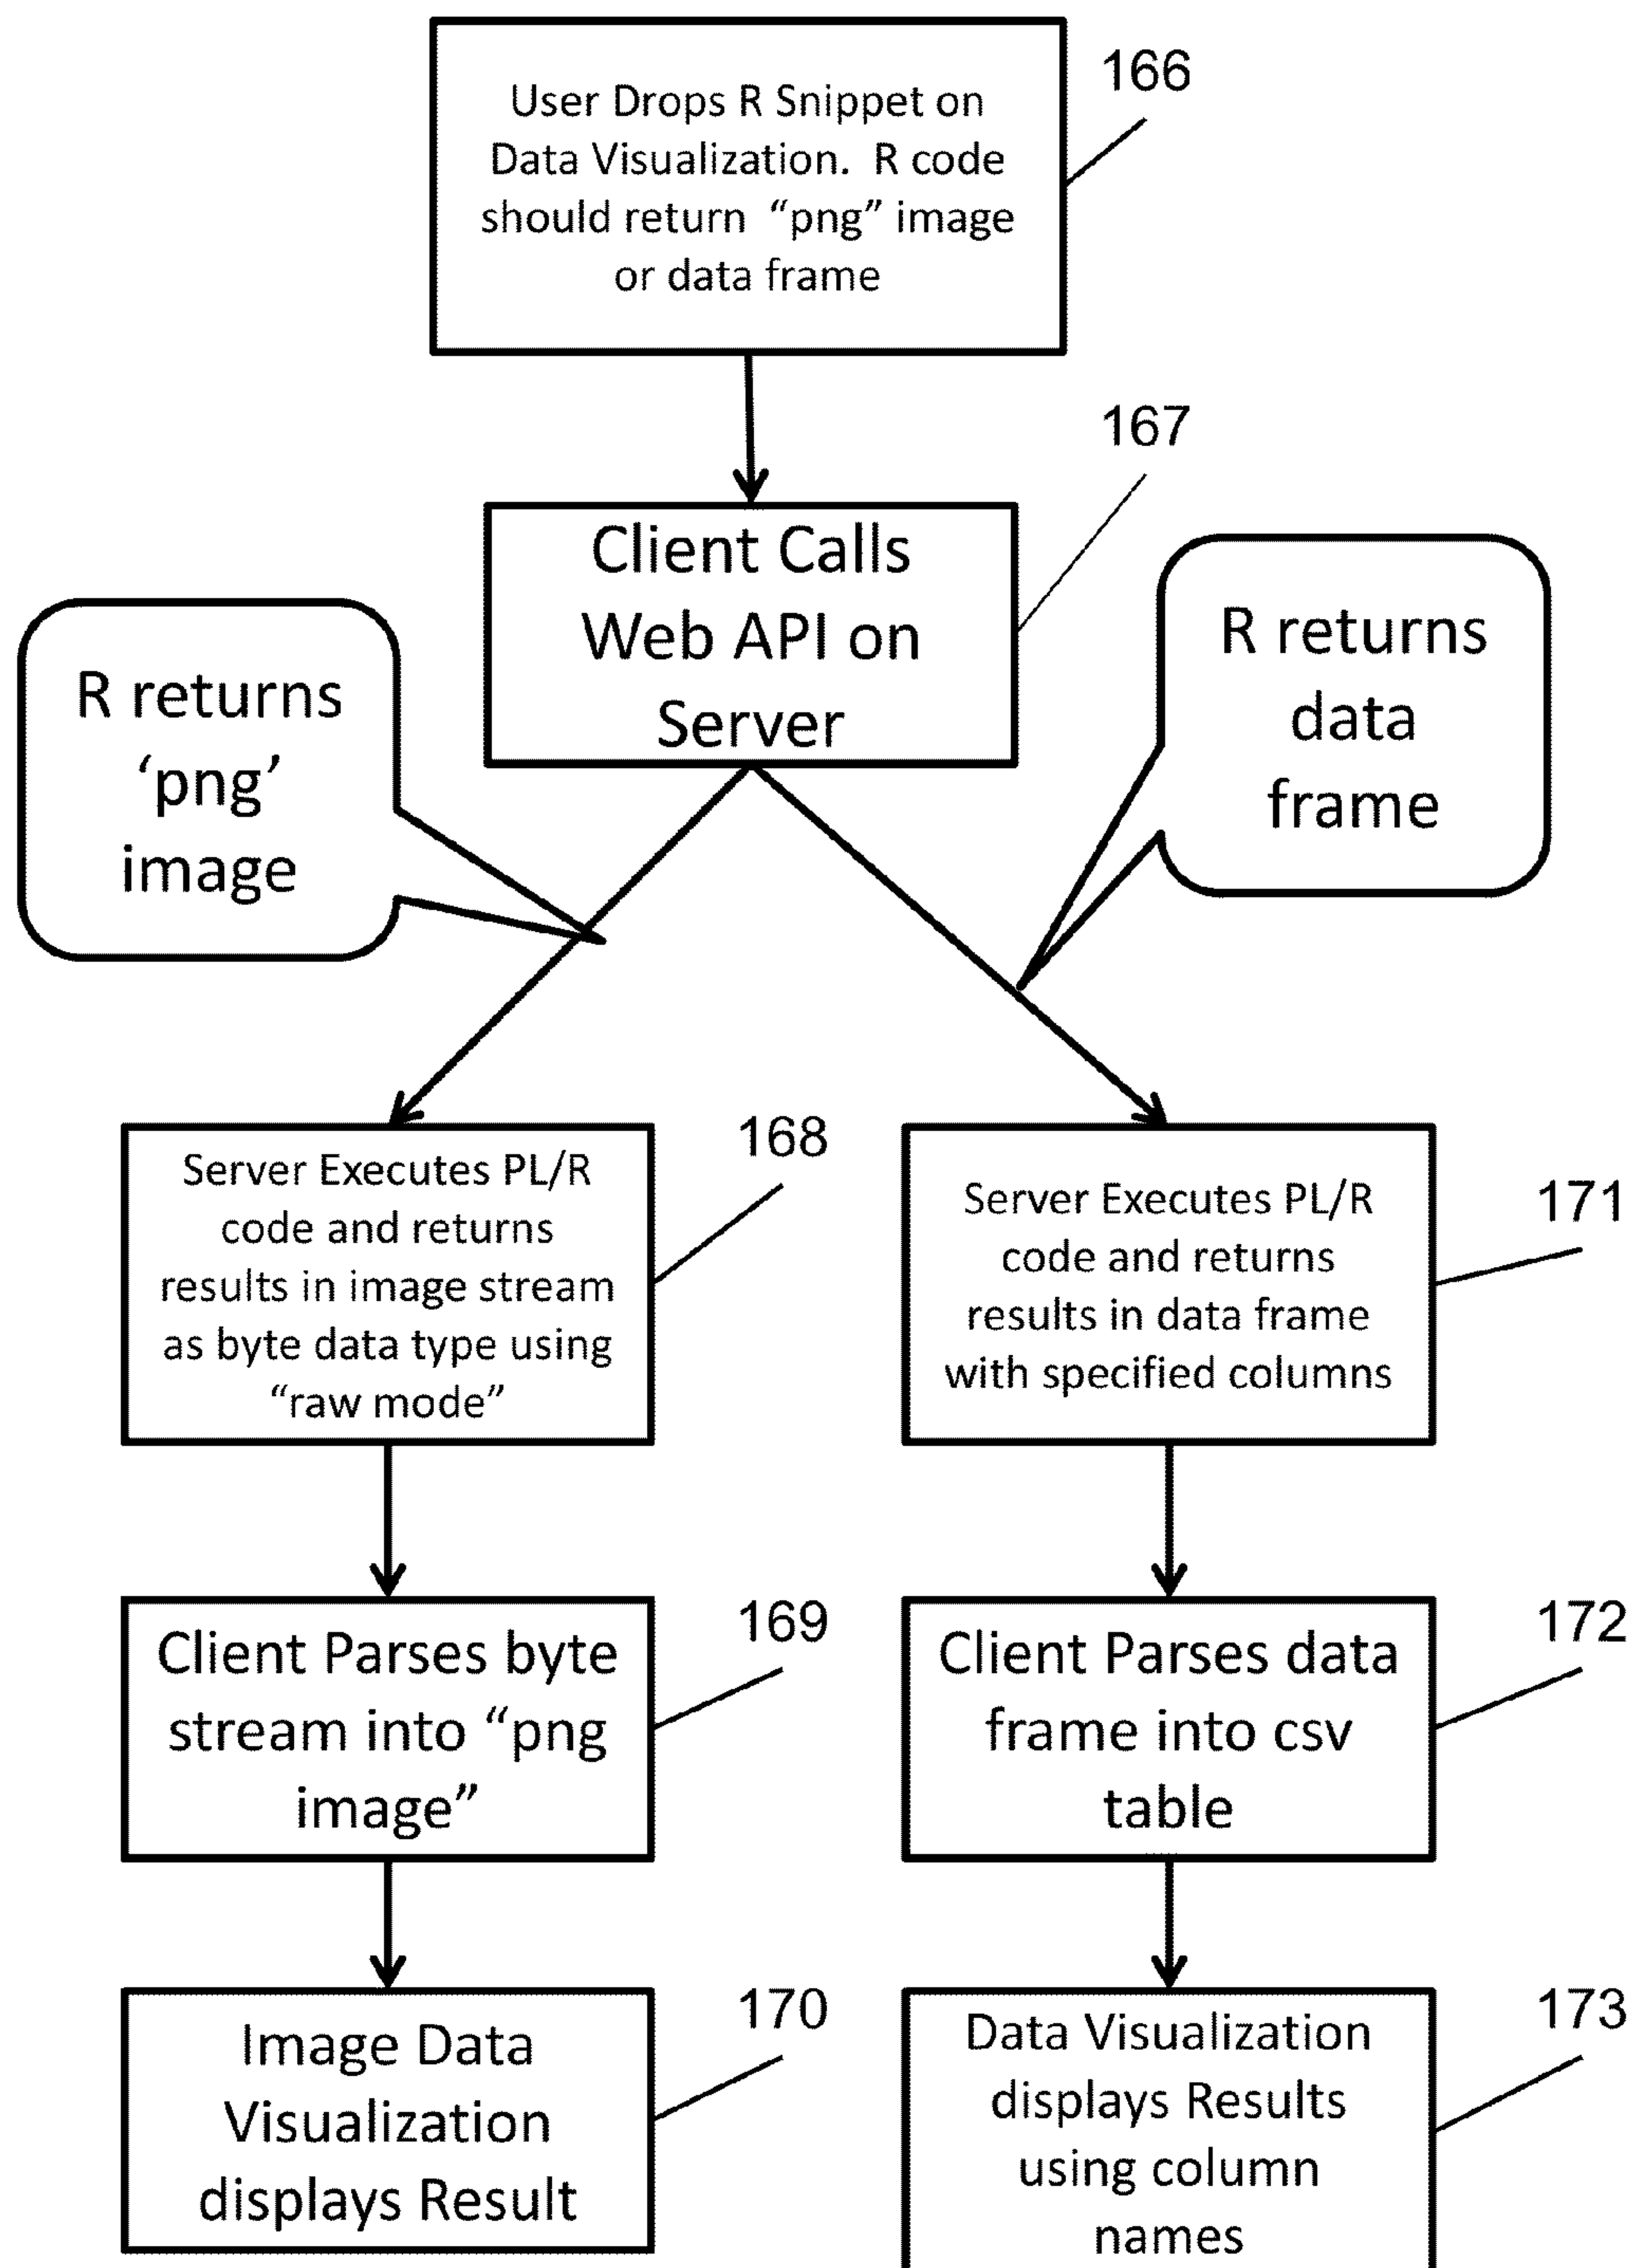 User Drops R Snippet on
Data Visualization. R code
should return “png” image
or data frame
166
Client Calls
Web API on
Server
167
R returns
‘png’
image
R returns
data
frame
Server Executes PL/R
code and returns
results in image stream
as byte data type using
“raw mode”
168
Server Executes PL/R
code and returns
results in data frame
with specified columns
171
Client Parses byte
stream into “png
image”
169
Client Parses data
frame into csv
table
172
Image Data
Visualization
displays Result
170
Data Visualization
displays Results
using column
names
173